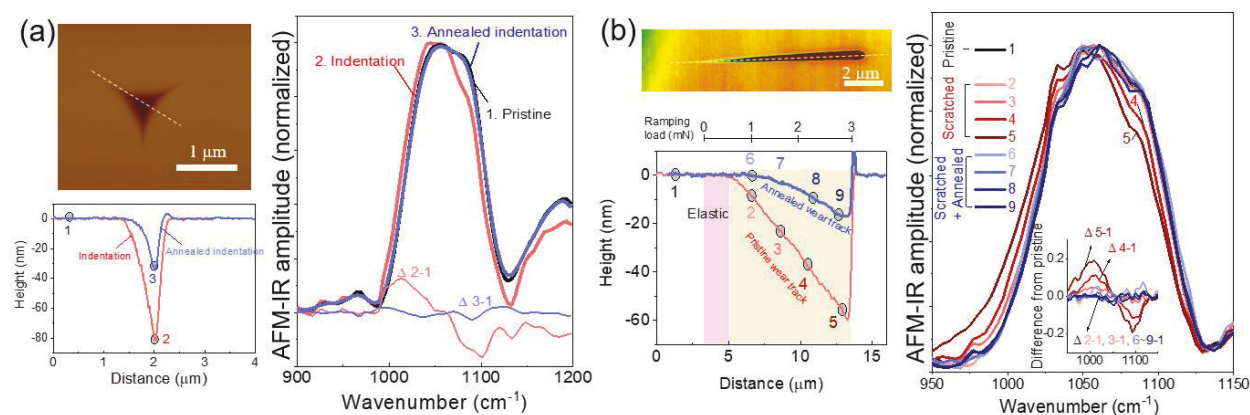 (a)
1 μm
0
-20
-40
-60
-80
Height (nm)
1
Indentation
Annealed indentation
3
2
0 1 2 3 4
Distance (μm)
AFM-IR amplitude (normalized)
3. Annealed indentation
2. Indentation
1. Pristine
Δ 2-1
Δ 3-1
900 1000 1100 1200
Wavenumber (cm⁻¹)
(b)
2 μm
Ramping
load (mN)
0 1 2 3
0
-20
-40
-60
Height (nm)
1
6
7
8
9
Elastic
Annealed wear track
2
3
4
5
Pristine wear track
0 5 10 15
Distance (μm)
AFM-IR amplitude (normalized)
Pristine
1
Scratched
2
3
4
5
Scratched
+ Annealed
6
7
8
9
4
5
Difference from pristine
0.2
0.0
-0.2
Δ 5-1
Δ 4-1
Δ 2-1, 3-1, 6~9-1
1000 1100
950 1000 1050 1100 1150
Wavenumber (cm⁻¹)